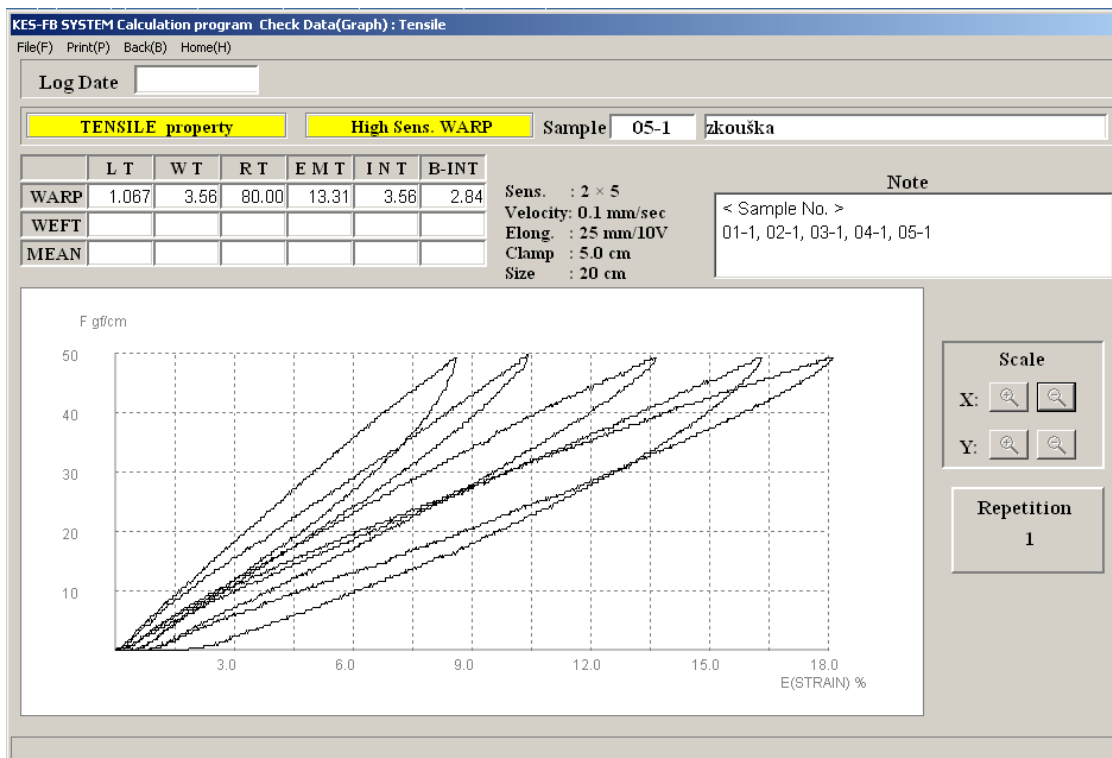 KES-FB SYSTEM Calculation program Check Data(Graph) : Tensile
File(F) Print(P) Back(B) Home(H)
Log Date
TENSILE property High Sens. WARP Sample 05-1 zkouška
L T W T R T E M T I N T B-INT
WARP 1.067 3.56 80.00 13.31 3.56 2.84
WEFT
MEAN
Sens. : 2 × 5
Velocity: 0.1 mm/sec
Elong. : 25 mm/10V
Clamp : 5.0 cm
Size : 20 cm
Note
< Sample No. >
01-1, 02-1, 03-1, 04-1, 05-1
F gf/cm
50
40
30
20
10
3.0 6.0 9.0 12.0 15.0 18.0
E(STRAIN) %
Scale
X:
Y:
Repetition
1